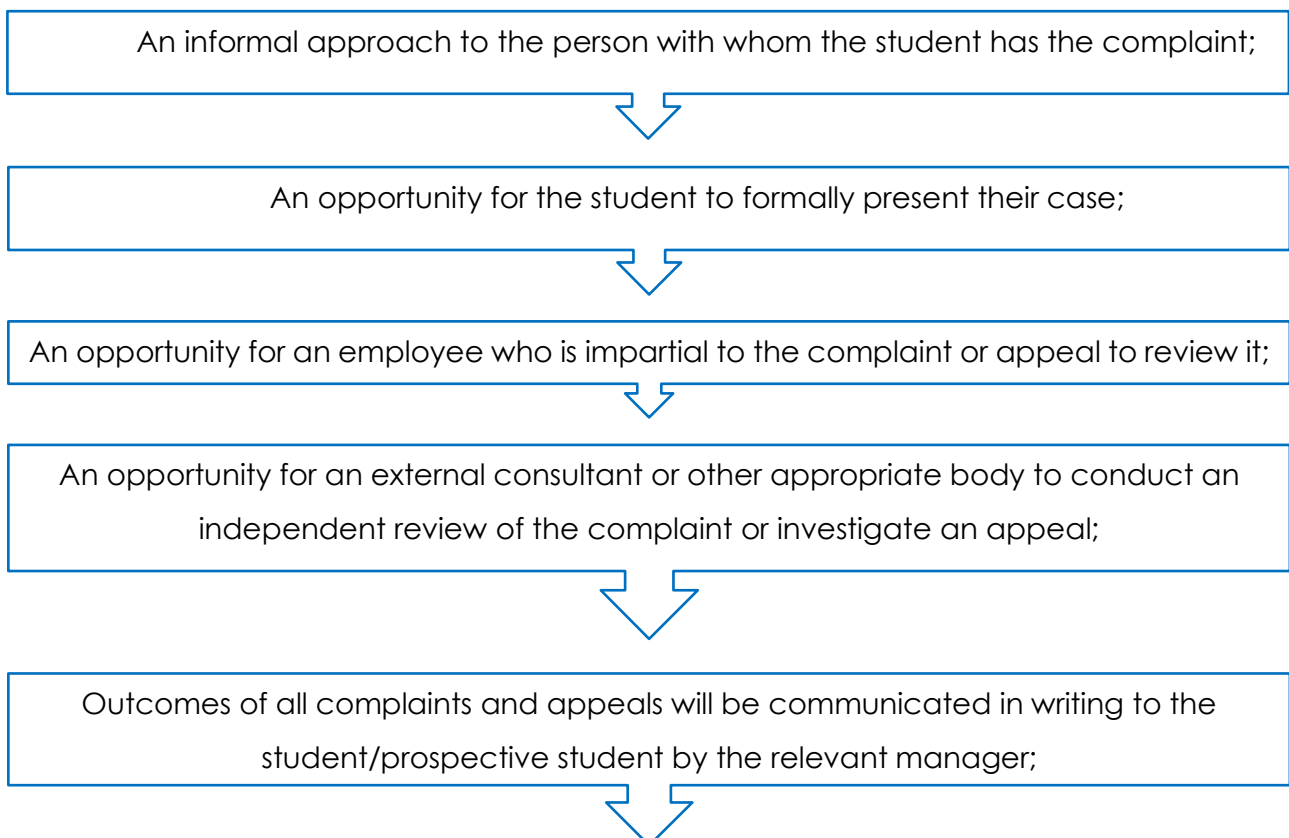 An informal approach to the person with whom the student has the complaint;
An opportunity for the student to formally present their case;
An opportunity for an employee who is impartial to the complaint or appeal to review it;
An opportunity for an external consultant or other appropriate body to conduct an
independent review of the complaint or investigate an appeal;
Outcomes of all complaints and appeals will be communicated in writing to the
student/prospective student by the relevant manager;